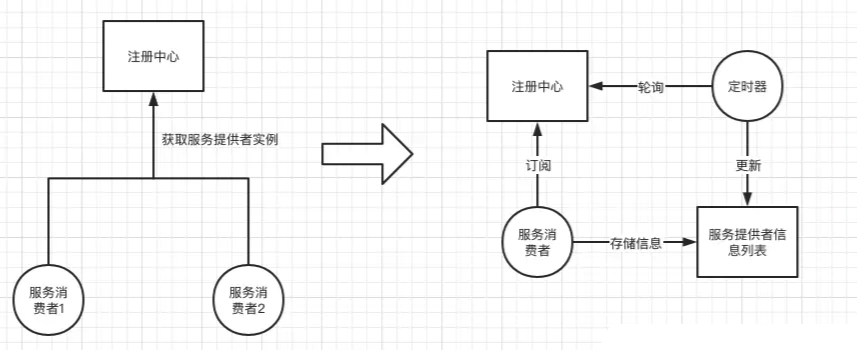 注册中心
获取服务提供者实例
服务消
费者1
服务消
费者2
注册中心
轮询
定时器
订阅
更新
服务消
费者
存储信息
服务提供者信
息列表